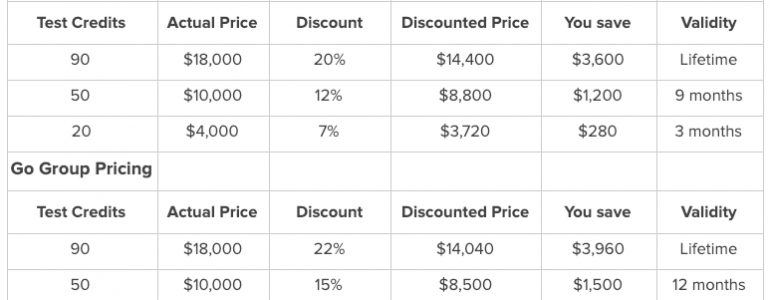 Test Credits Actual Price Discount Discounted Price You save Validity
90 $18,000 20% $14,400 $3,600 Lifetime
50 $10,000 12% $8,800 $1,200 9 months
20 $4,000 7% $3,720 $280 3 months
Go Group Pricing
Test Credits Actual Price Discount Discounted Price You save Validity
90 $18,000 22% $14,040 $3,960 Lifetime
50 $10,000 15% $8,500 $1,500 12 months